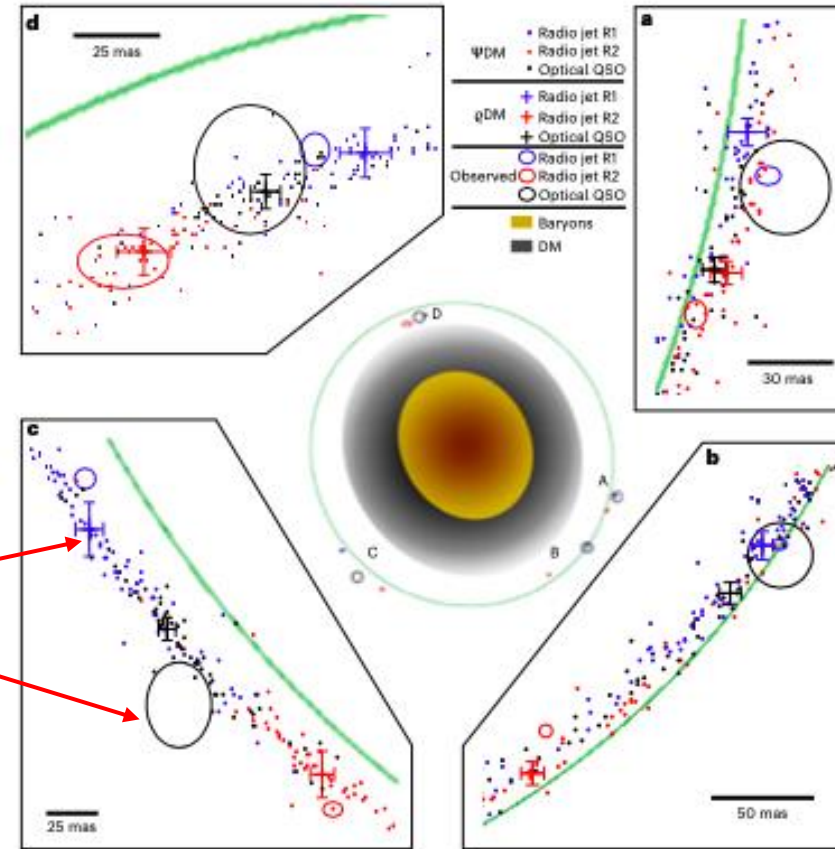 d
25 mas
ΨDM
Radio jet R1
Radio jet R2
Optical QSO
ϱDM
Radio jet R1
Radio jet R2
Optical QSO
Observed
Radio jet R1
Radio jet R2
Optical QSO
Baryons
DM
a
30 mas
D
A
B
C
c
25 mas
b
50 mas